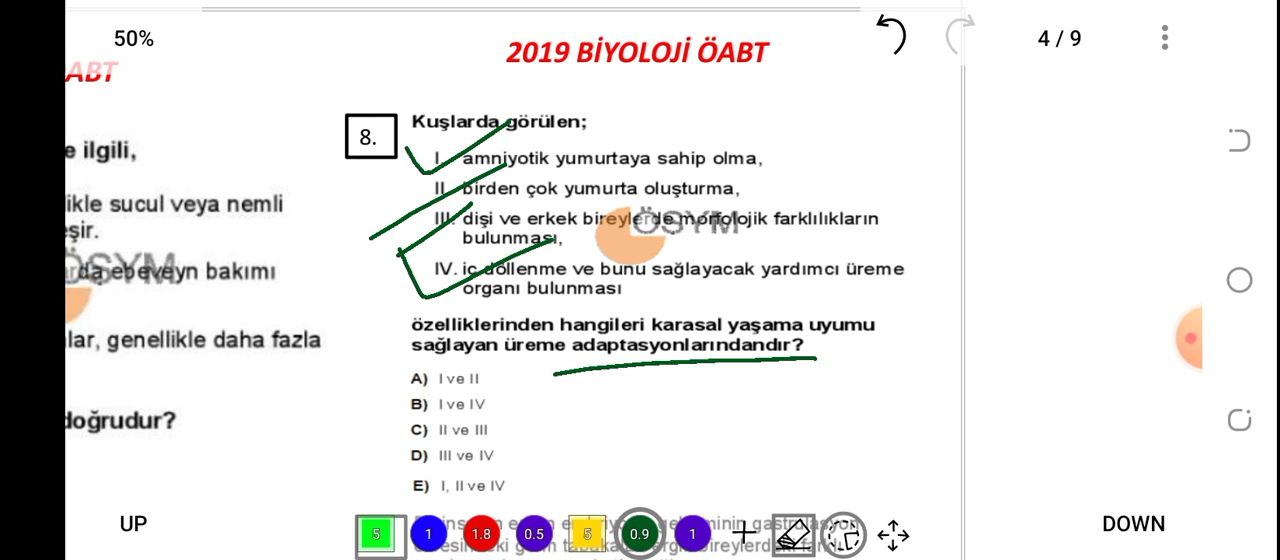 50%
4 / 9
2019 BİYOLOJİ ÖABT
ABT
e ilgili,
ikle sucul veya nemli
eşir.
da ebeveyn bakımı
lar, genellikle daha fazla
doğrudur?
8.
Kuşlarda görülen;
I. amniyotik yumurtaya sahip olma,
II. birden çok yumurta oluşturma,
III. dişi ve erkek bireylerde morfolojik farklılıkların
bulunması,
IV. iç döllenme ve bunu sağlayacak yardımcı üreme
organı bulunması
ÖSYM
özelliklerinden hangileri karasal yaşama uyumu
sağlayan üreme adaptasyonlarındandır?
A) I ve II
B) I ve IV
C) II ve III
D) III ve IV
E) I, II ve IV
UP
5 1 1.8 0.5 5 0.9 1
DOWN